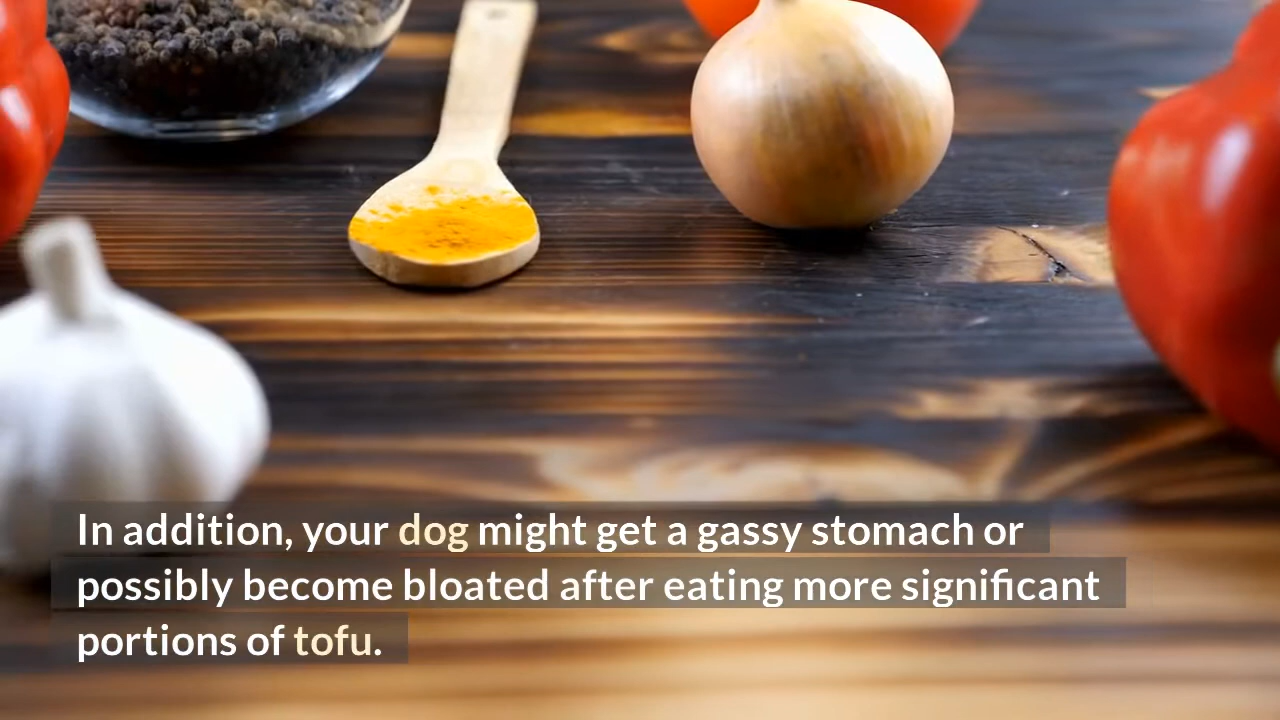 In addition, your dog might get a gassy stomach or
possibly become bloated after eating more significant
portions of tofu.